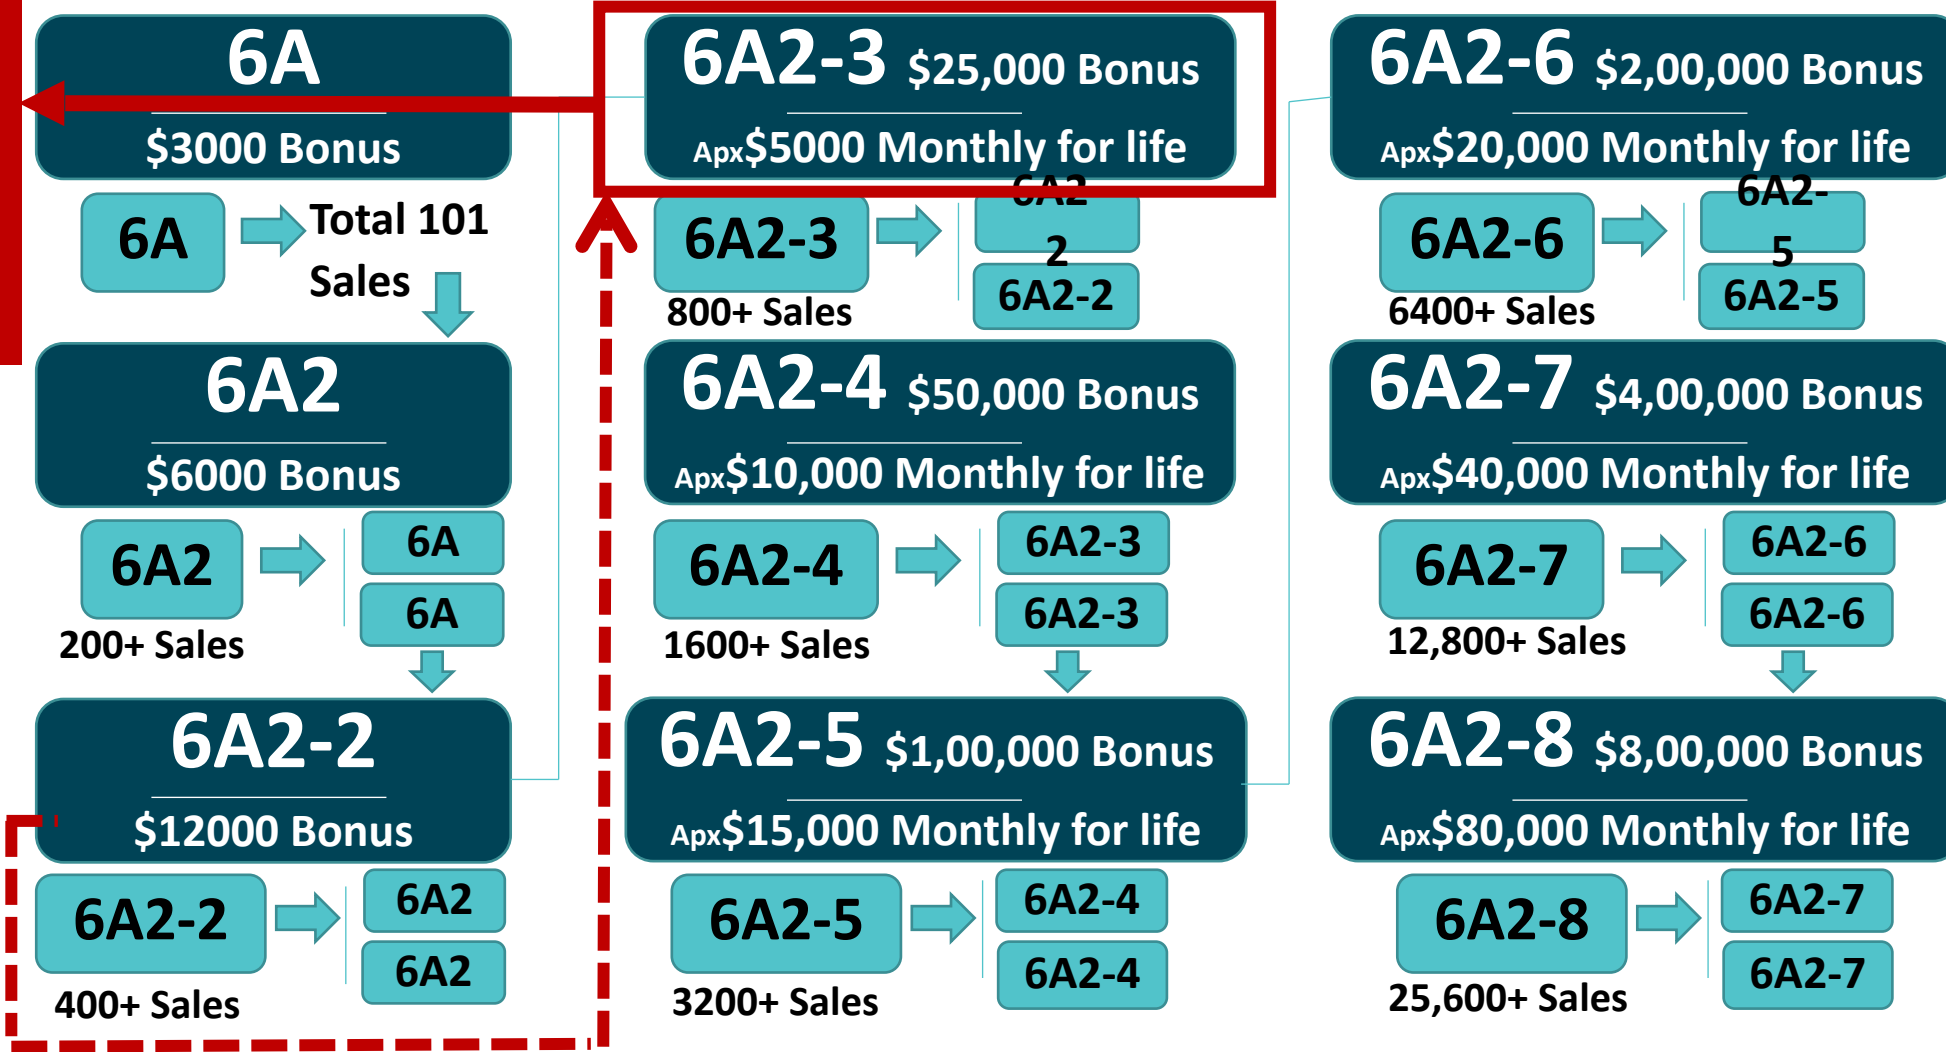 6A
$3000 Bonus
6A
Total 101
Sales
6A2
$6000 Bonus
6A2
6A
6A
200+ Sales
6A2-2
$12000 Bonus
6A2-2
6A2
6A2
400+ Sales
6A2-3 $25,000 Bonus
Apx$5000 Monthly for life
6A2-3
6A2-
2
6A2-2
800+ Sales
6A2-4 $50,000 Bonus
Apx$10,000 Monthly for life
6A2-4
6A2-3
6A2-3
1600+ Sales
6A2-5 $1,00,000 Bonus
Apx$15,000 Monthly for life
6A2-5
6A2-4
6A2-4
3200+ Sales
6A2-6 $2,00,000 Bonus
Apx$20,000 Monthly for life
6A2-6
6A2-
5
6A2-5
6400+ Sales
6A2-7 $4,00,000 Bonus
Apx$40,000 Monthly for life
6A2-7
6A2-6
6A2-6
12,800+ Sales
6A2-8 $8,00,000 Bonus
Apx$80,000 Monthly for life
6A2-8
6A2-7
6A2-7
25,600+ Sales